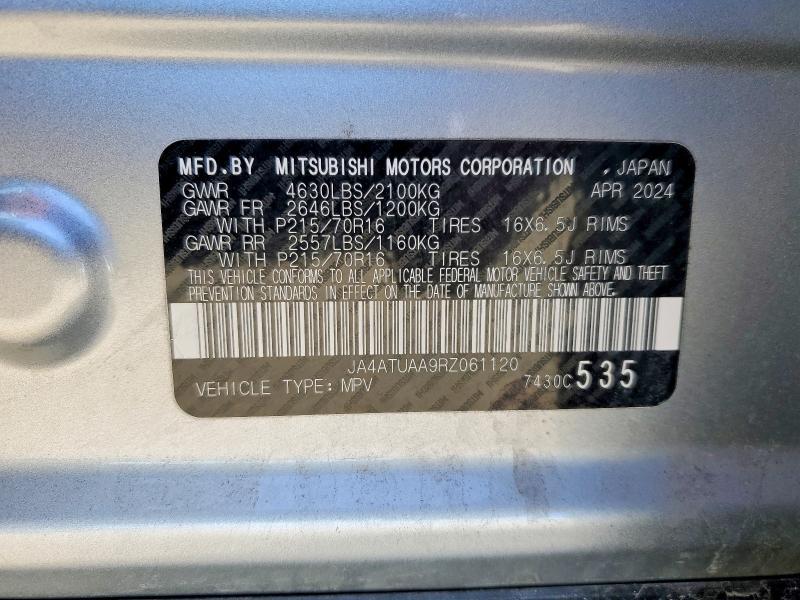 MFD.BY MITSUBISHI MOTORS CORPORATION , JAPAN
GVWR 4630LBS/2100KG APR 2024
GAWR FR 2646LBS/1200KG
WITH P215/70R16 TIRES 16X6.5J RIMS
GAWR RR 2557LBS/1160KG
WITH P215/70R16 TIRES 16X6.5J RIMS
THIS VEHICLE CONFORMS TO ALL APPLICABLE FEDERAL MOTOR VEHICLE SAFETY AND THEFT
PREVENTION STANDARDS IN EFFECT ON THE DATE OF MANUFACTURE SHOWN ABOVE.
JA4ATUAA9RZ061120
VEHICLE TYPE: MPV 7430C 535